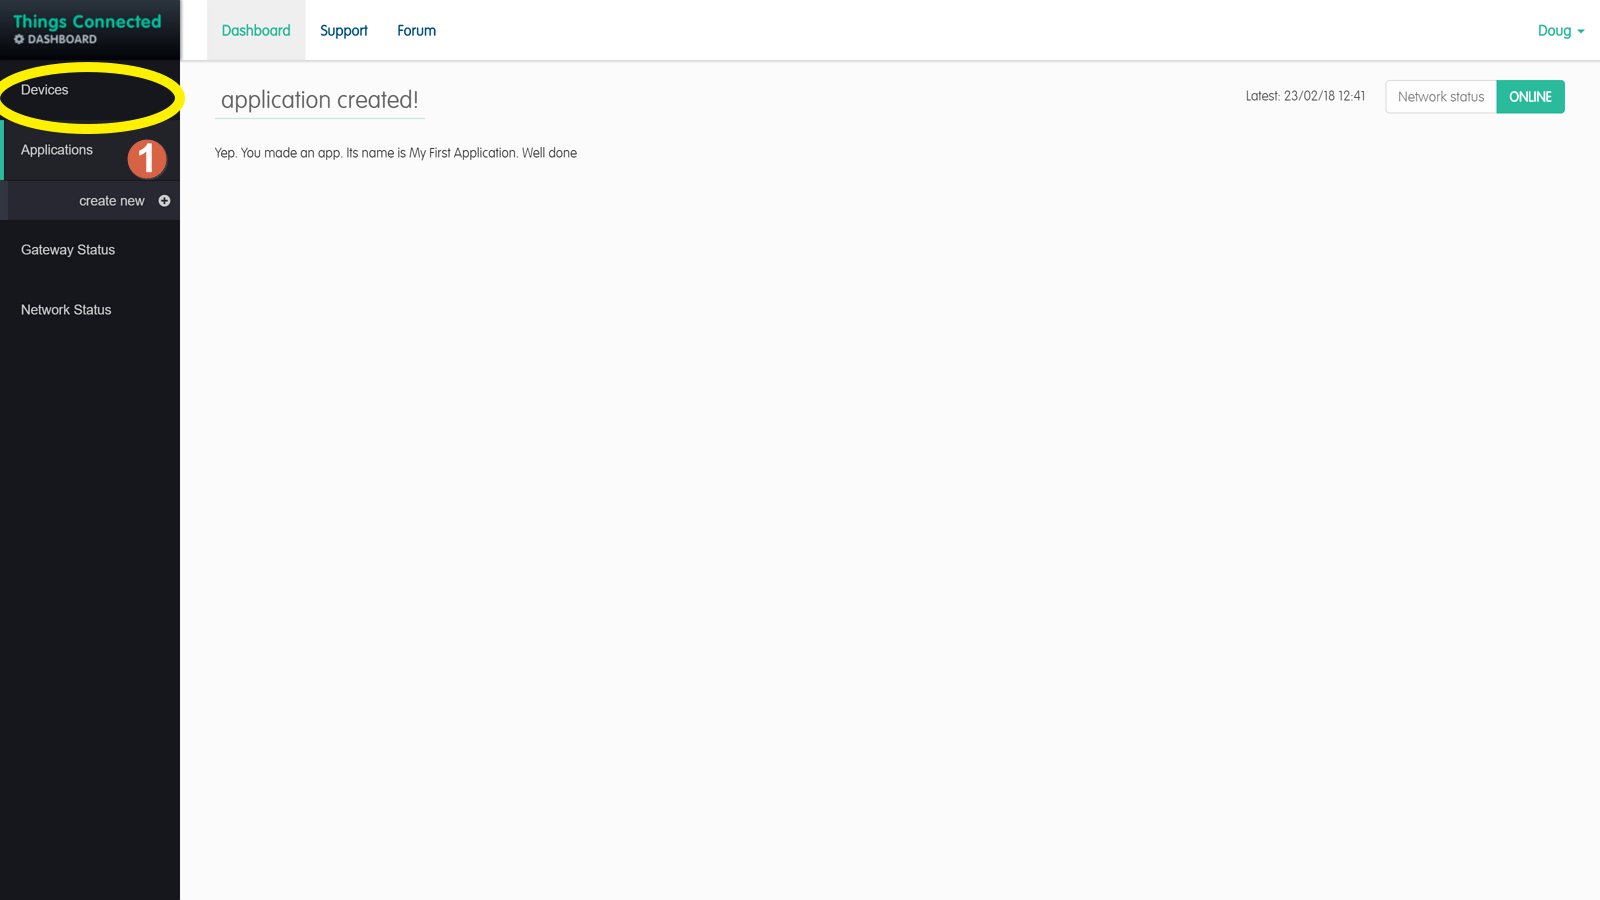 Things Connected
DASHBOARD
Dashboard
Support
Forum
Doug
Devices
Applications
1
create new
Gateway Status
Network Status
application created!
Latest: 23/02/18 12:41
Network status
ONLINE
Yep. You made an app. Its name is My First Application. Well done